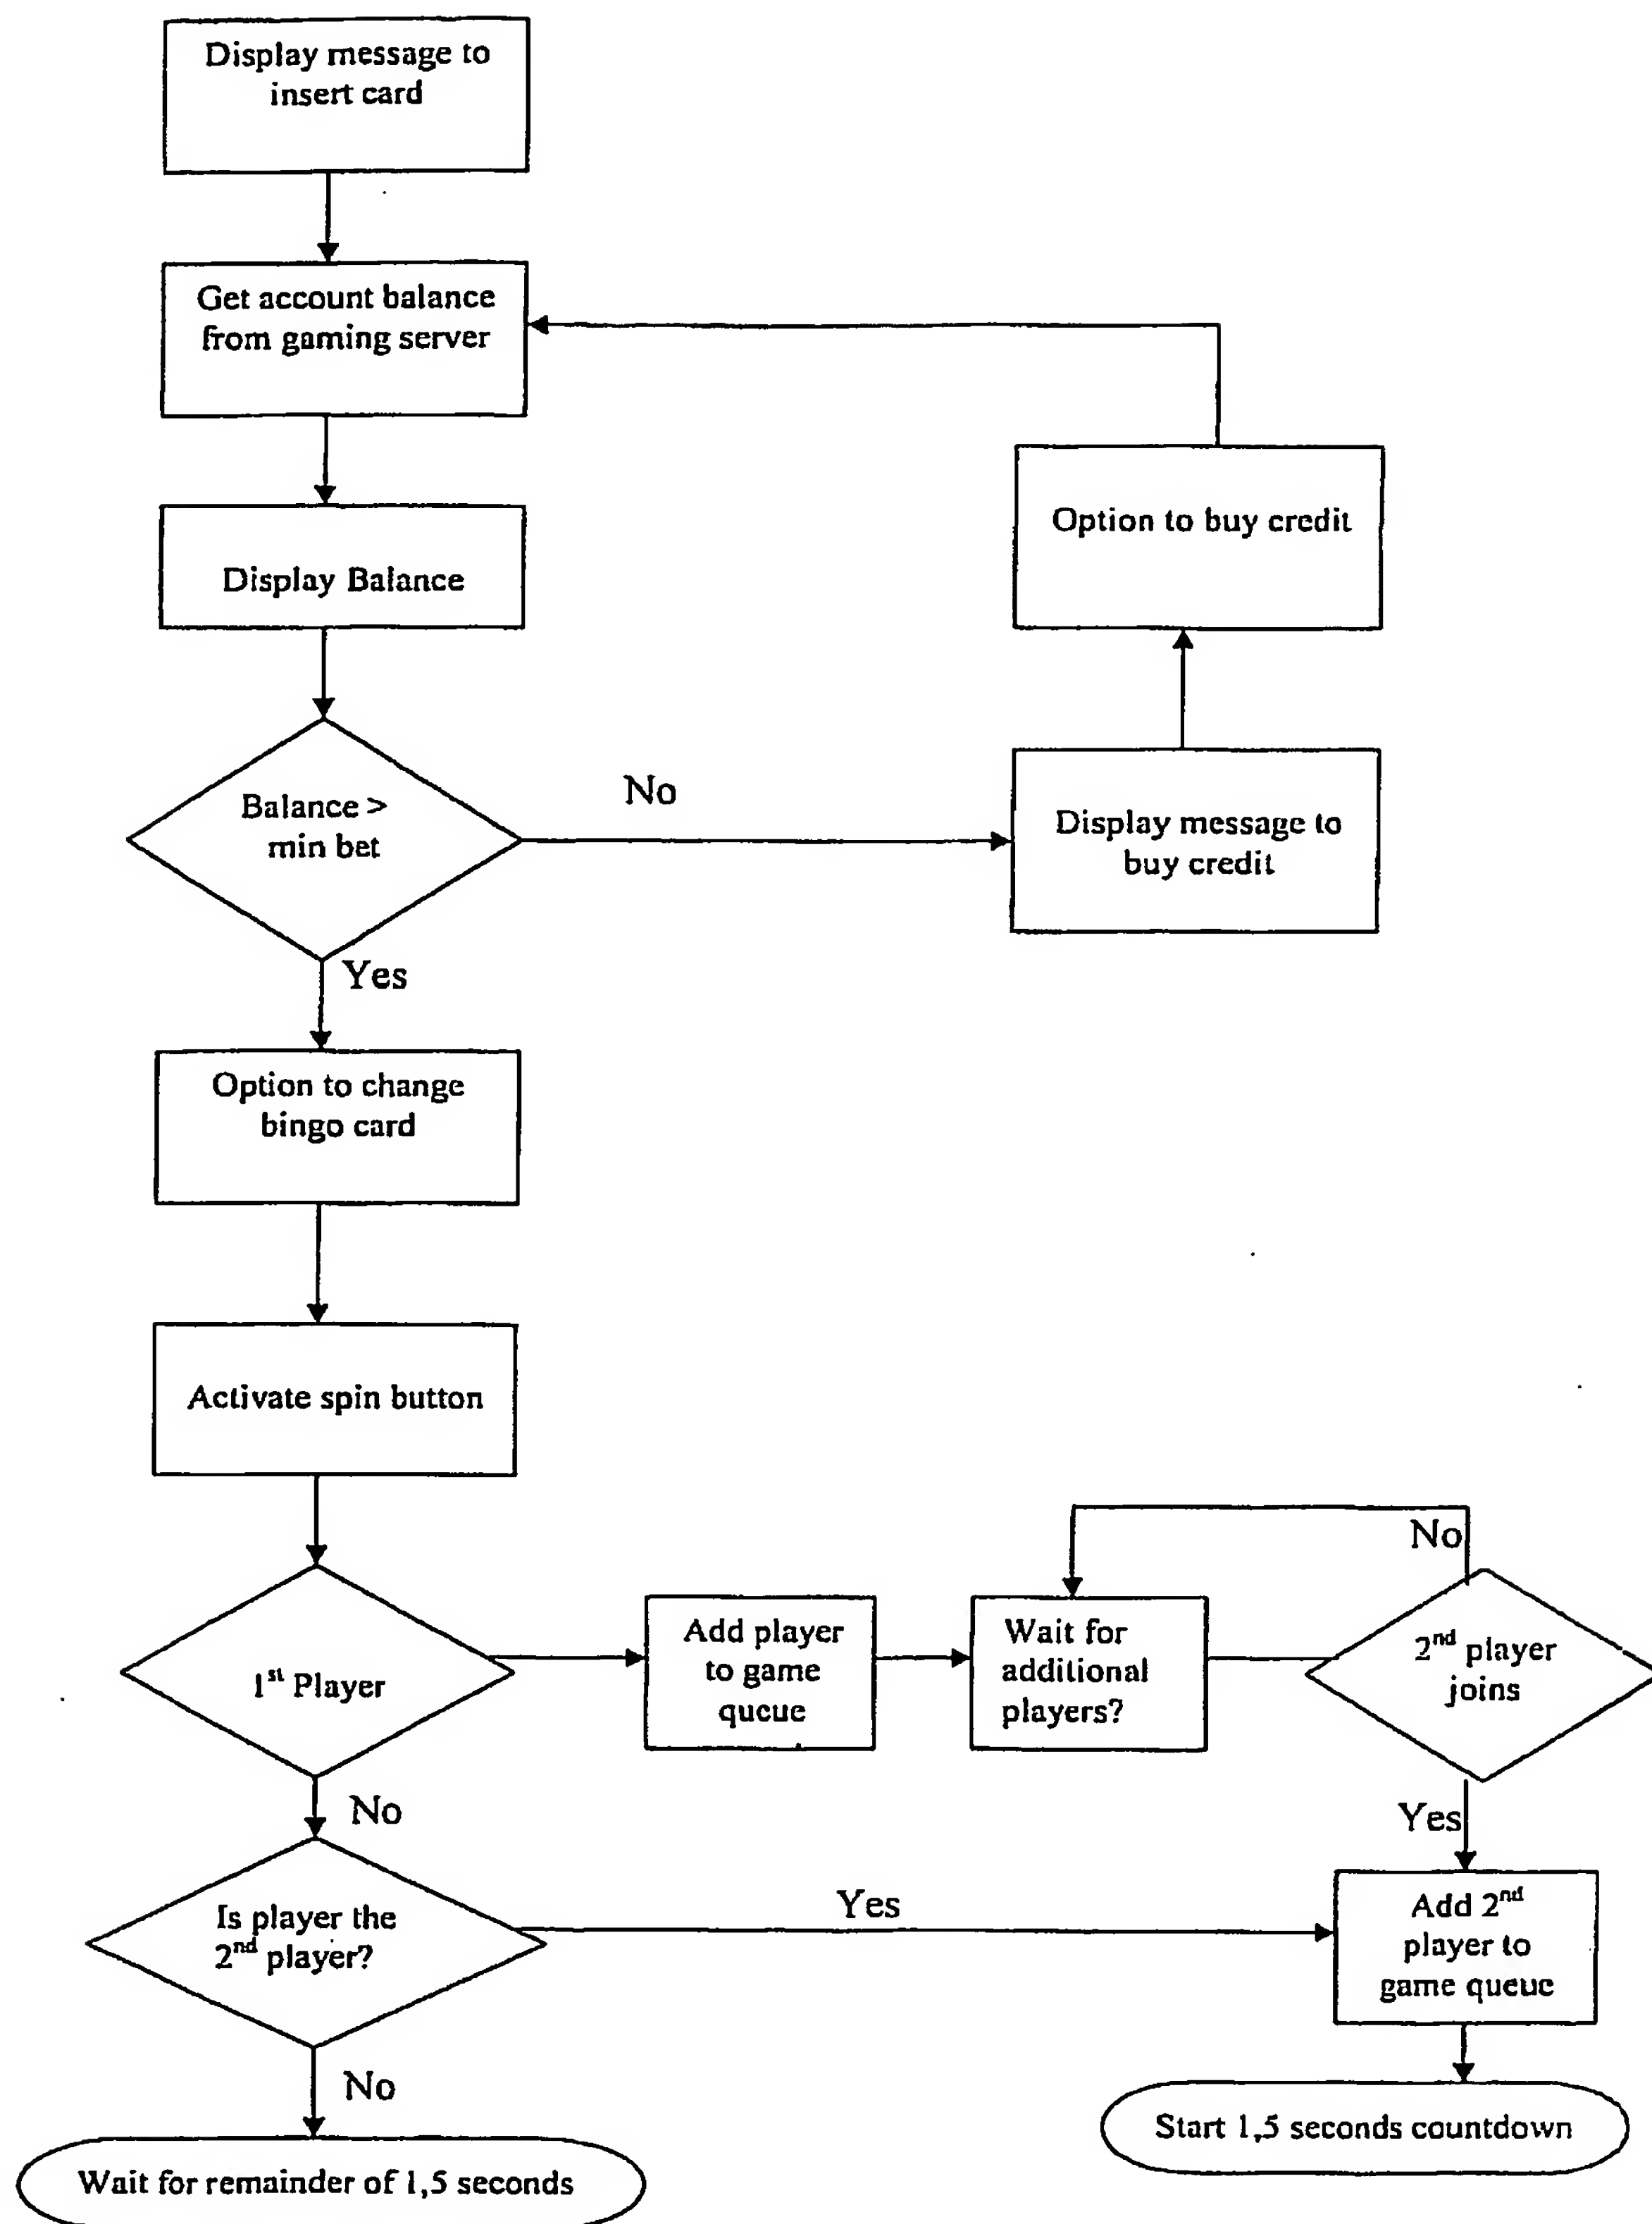 Display message to
insert card
Get account balance
from gaming server
Option to buy credit
Display Balance
Balance >
min bet
No
Display message to
buy credit
Yes
Option to change
bingo card
Activate spin button
No
1st Player
Add player
to game
queue
Wait for
additional
players?
2nd player
joins
No
Yes
Is player the
2nd player?
Yes
Add 2nd
player to
game queue
No
Start 1,5 seconds countdown
Wait for remainder of 1,5 seconds